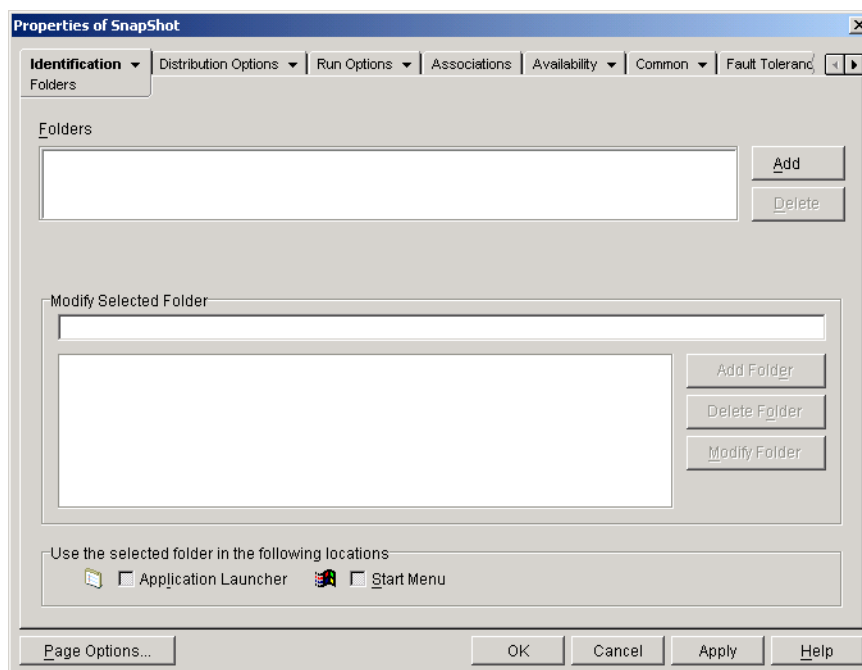 Properties of SnapShot
Identification Distribution Options Run Options Associations Availability Common Fault
Folders
Folders
Add
Delete
Modify Selected Folder
Add Folder
Delete Folder
Modify Folder
Use the selected folder in the following locations
Application Launcher Start Menu
Page Options... OK Cancel Apply Help